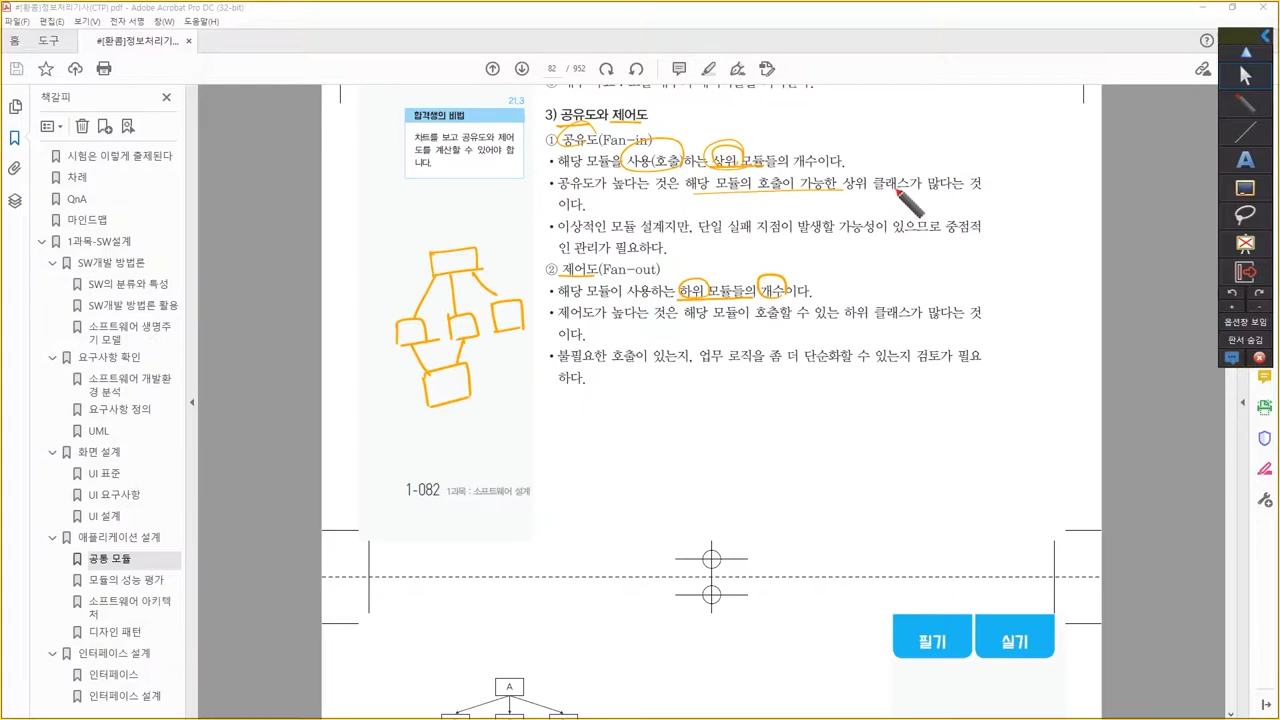 #[환콤]정보처리기사(CTP).pdf - Adobe Acrobat Pro DC (32-bit)
파일(F) 편집(E) 보기(V) 전자 서명 창(W) 도움말(H)
홈 도구 #[환콤]정보처리기... ×
82 / 952
책갈피
시험은 이렇게 출제된다
차례
QnA
마인드맵
1과목-SW설계
SW개발 방법론
SW의 분류와 특성
SW개발 방법론 활용
소프트웨어 생명주
기 모델
요구사항 확인
소프트웨어 개발환
경 분석
요구사항 정의
UML
화면 설계
UI 표준
UI 요구사항
UI 설계
애플리케이션 설계
공통 모듈
모듈의 성능 평가
소프트웨어 아키텍
처
디자인 패턴
인터페이스 설계
인터페이스
인터페이스 설계
21.3
합격생의 비법
차트를 보고 공유도와 제어
도를 계산할 수 있어야 합
니다.
3) 공유도와 제어도
① 공유도(Fan-in)
• 해당 모듈을 사용(호출)하는 상위 모듈들의 개수이다.
• 공유도가 높다는 것은 해당 모듈의 호출이 가능한 상위 클래스가 많다는 것
이다.
• 이상적인 모듈 설계지만, 단일 실패 지점이 발생할 가능성이 있으므로 중점적
인 관리가 필요하다.
② 제어도(Fan-out)
• 해당 모듈이 사용하는 하위 모듈들의 개수이다.
• 제어도가 높다는 것은 해당 모듈이 호출할 수 있는 하위 클래스가 많다는 것
이다.
• 불필요한 호출이 있는지, 업무 로직을 좀 더 단순화할 수 있는지 검토가 필요
하다.
1-082 1과목 : 소프트웨어 설계
필기 실기
A
옵션장 보임
판서 숨김